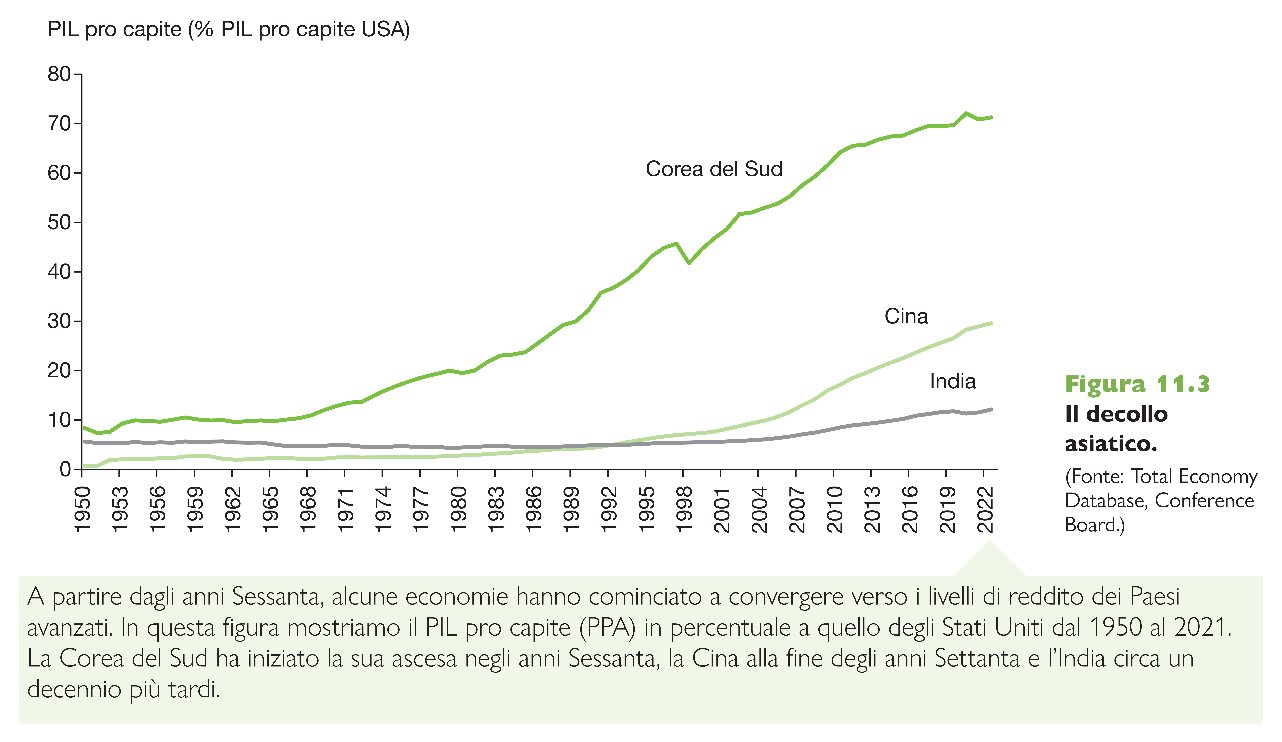 PIL pro capite (% PIL pro capite USA)
80
70
60
50
40
30
20
10
0
Corea del Sud
Cina
India
1950
1953
1956
1959
1962
1965
1968
1971
1974
1977
1980
1983
1986
1989
1992
1995
1998
2001
2004
2007
2010
2013
2016
2019
2022
Figura 11.3
Il decollo
asiatico.
(Fonte: Total Economy
Database, Conference
Board.)
A partire dagli anni Sessanta, alcune economie hanno cominciato a convergere verso i livelli di reddito dei Paesi
avanzati. In questa figura mostriamo il PIL pro capite (PPA) in percentuale a quello degli Stati Uniti dal 1950 al 2021.
La Corea del Sud ha iniziato la sua ascesa negli anni Sessanta, la Cina alla fine degli anni Settanta e l'India circa un
decennio più tardi.